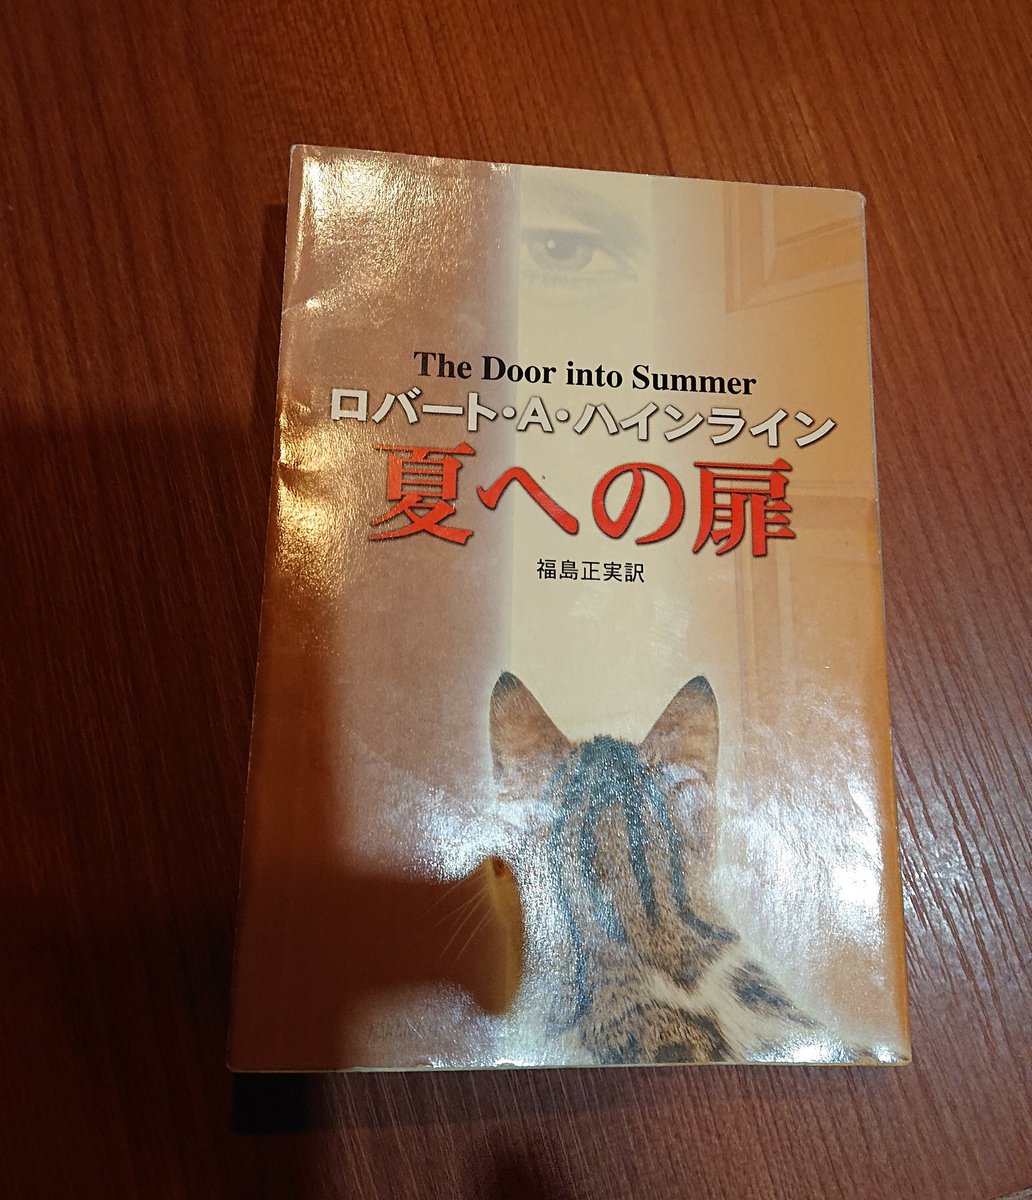 The Door into Summer
ロバート・A・ハインライン
夏への扉
福島正実訳